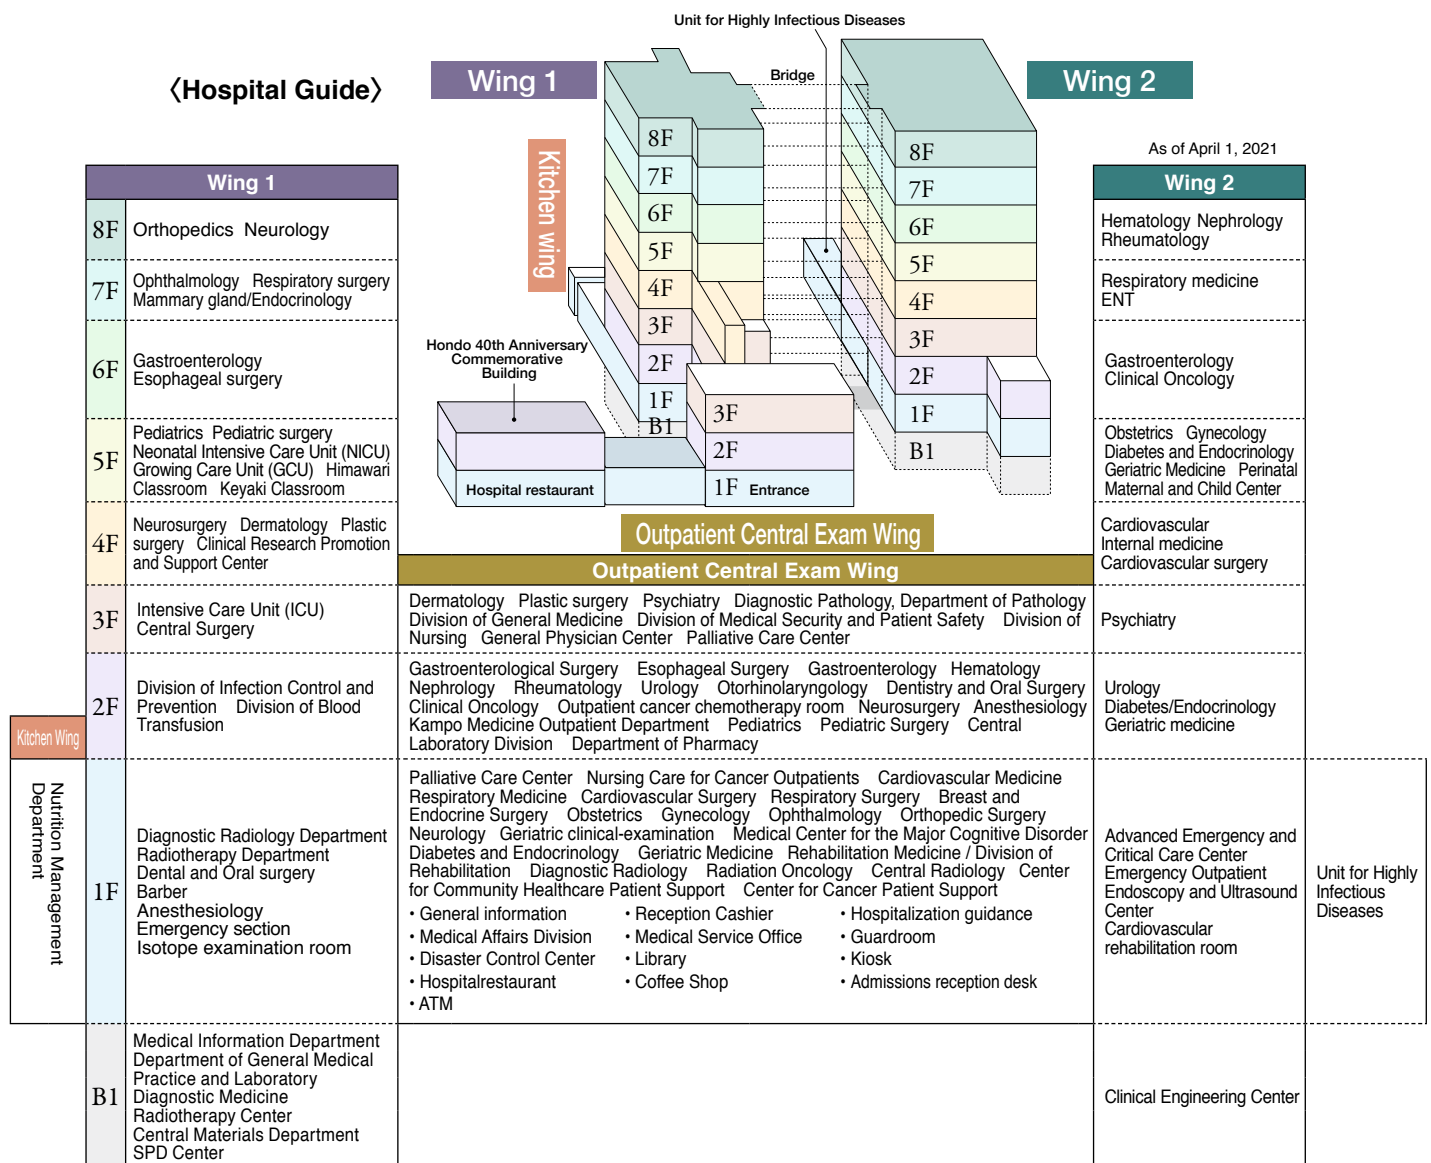 Unit for Highly Infectious Diseases
〈Hospital Guide〉
Wing 1
Bridge
Wing 2
Kitchen wing
8F
7F
6F
5F
4F
3F
2F
1F
B1
8F
7F
6F
5F
4F
3F
2F
1F
B1
Hondo 40th Anniversary
Commemorative
Building
3F
2F
1F Entrance
Hospital restaurant
Outpatient Central Exam Wing
As of April 1, 2021
Wing 1
Wing 2
8F
Orthopedics Neurology
Hematology Nephrology
Rheumatology
7F
Ophthalmology Respiratory surgery
Mammary gland/Endocrinology
Respiratory medicine
ENT
6F
Gastroenterology
Esophageal surgery
Gastroenterology
Clinical Oncology
5F
Pediatrics Pediatric surgery
Neonatal Intensive Care Unit (NICU)
Growing Care Unit (GCU) Himawari
Classroom Keyaki Classroom
Obstetrics Gynecology
Diabetes and Endocrinology
Geriatric Medicine Perinatal
Maternal and Child Center
4F
Neurosurgery Dermatology Plastic
surgery Clinical Research Promotion
and Support Center
Cardiovascular
Internal medicine
Cardiovascular surgery
Outpatient Central Exam Wing
3F
Intensive Care Unit (ICU)
Central Surgery
Dermatology Plastic surgery Psychiatry Diagnostic Pathology, Department of Pathology
Division of General Medicine Division of Medical Security and Patient Safety Division of
Nursing General Physician Center Palliative Care Center
Psychiatry
2F
Division of Infection Control and
Prevention Division of Blood
Transfusion
Gastroenterological Surgery Esophageal Surgery Gastroenterology Hematology
Nephrology Rheumatology Urology Otorhinolaryngology Dentistry and Oral Surgery
Clinical Oncology Outpatient cancer chemotherapy room Neurosurgery Anesthesiology
Kampo Medicine Outpatient Department Pediatrics Pediatric Surgery Central
Laboratory Division Department of Pharmacy
Urology
Diabetes/Endocrinology
Geriatric medicine
Kitchen Wing
Nutrition Management
Department
1F
Diagnostic Radiology Department
Radiotherapy Department
Dental and Oral surgery
Barber
Anesthesiology
Emergency section
Isotope examination room
Palliative Care Center Nursing Care for Cancer Outpatients Cardiovascular Medicine
Respiratory Medicine Cardiovascular Surgery Respiratory Surgery Breast and
Endocrine Surgery Obstetrics Gynecology Ophthalmology Orthopedic Surgery
Neurology Geriatric clinical-examination Medical Center for the Major Cognitive Disorder
Diabetes and Endocrinology Geriatric Medicine Rehabilitation Medicine / Division of
Rehabilitation Diagnostic Radiology Radiation Oncology Central Radiology Center
for Community Healthcare Patient Support Center for Cancer Patient Support
• General information • Reception Cashier • Hospitalization guidance
• Medical Affairs Division • Medical Service Office • Guardroom
• Disaster Control Center • Library • Kiosk
• Hospitalrestaurant • Coffee Shop • Admissions reception desk
• ATM
Advanced Emergency and
Critical Care Center
Emergency Outpatient
Endoscopy and Ultrasound
Center
Cardiovascular
rehabilitation room
Unit for Highly
Infectious
Diseases
B1
Medical Information Department
Department of General Medical
Practice and Laboratory
Diagnostic Medicine
Radiotherapy Center
Central Materials Department
SPD Center
Clinical Engineering Center